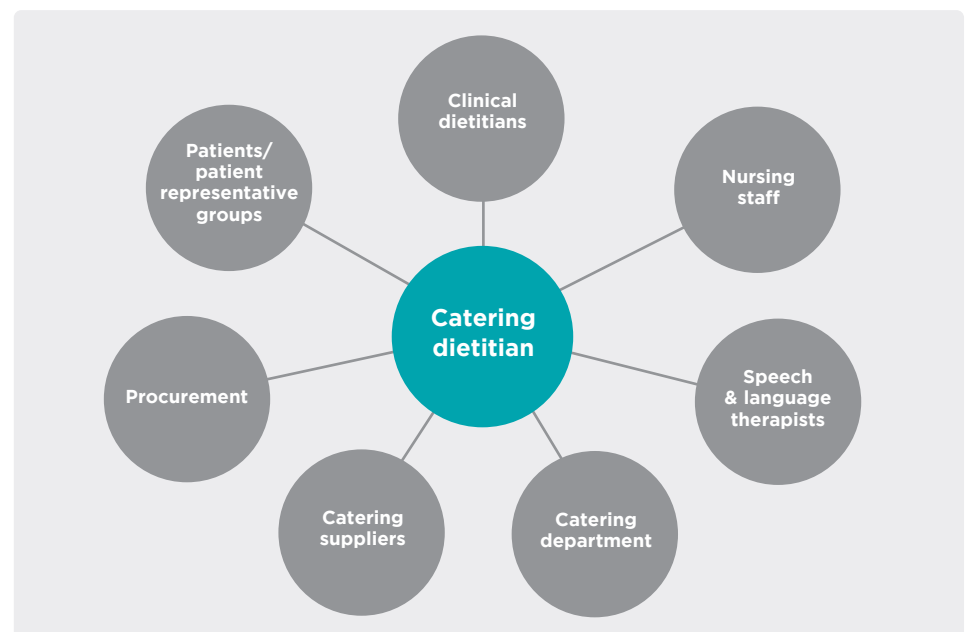 Clinical
dietitians
Patients/
patient
representative
groups
Nursing
staff
Catering
dietitian
Procurement
Speech
& language
therapists
Catering
suppliers
Catering
department